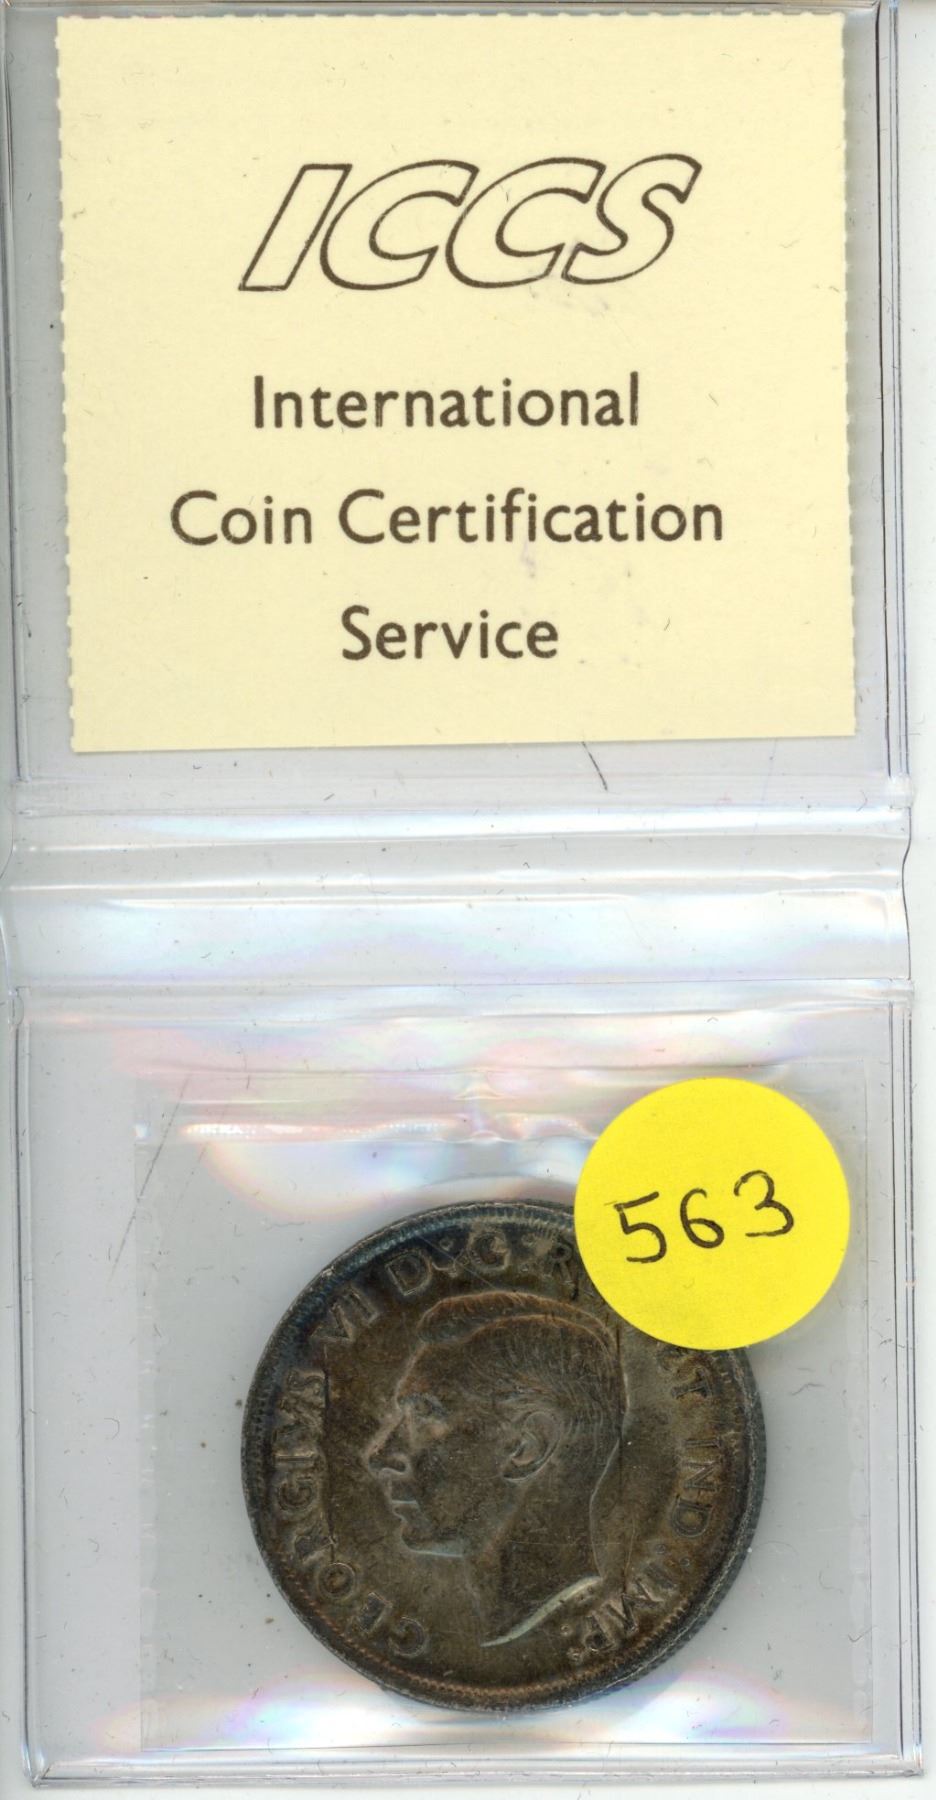 ICCS
International
Coin Certification
Service
563
GEORGIVS VI D:G:R
ET IND:IMP: